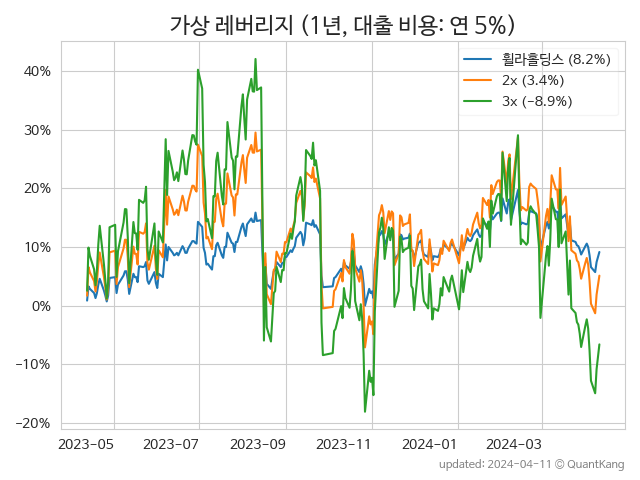 가상 레버리지 (1년, 대출 비용: 연 5%)
휠라홀딩스 (8.2%)
2x (3.4%)
3x (−8.9%)
40%
30%
20%
10%
0%
−10%
−20%
2023-05
2023-07
2023-09
2023-11
2024-01
2024-03
updated: 2024-04-11 © QuantKang